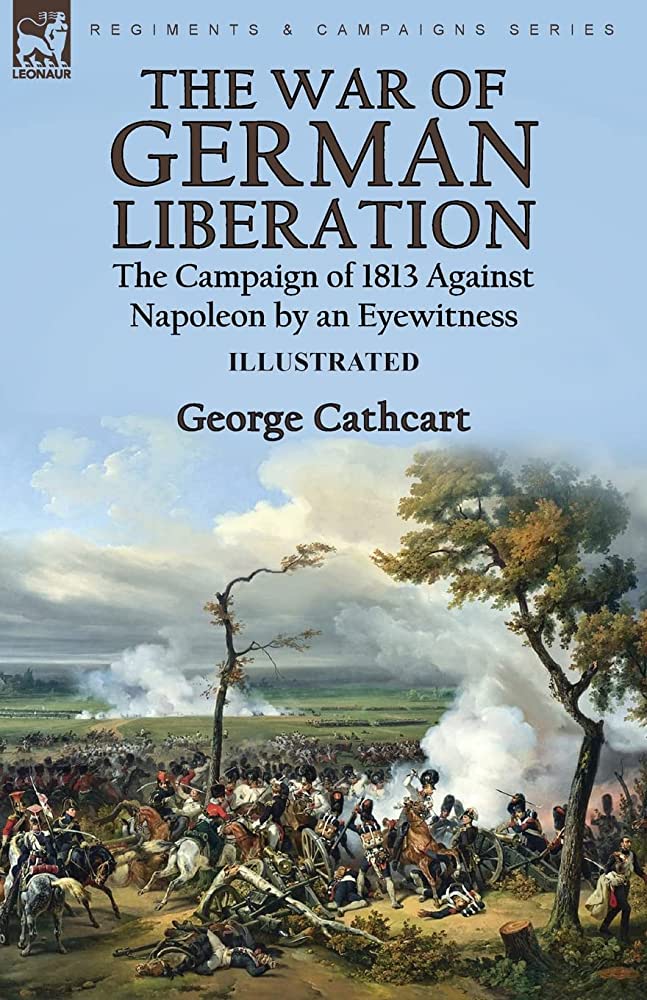 REGIMENTS & CAMPAIGNS SERIES
LEONAUR
THE WAR OF
GERMAN
LIBERATION
The Campaign of 1813 Against
Napoleon by an Eyewitness
ILLUSTRATED
George Cathcart